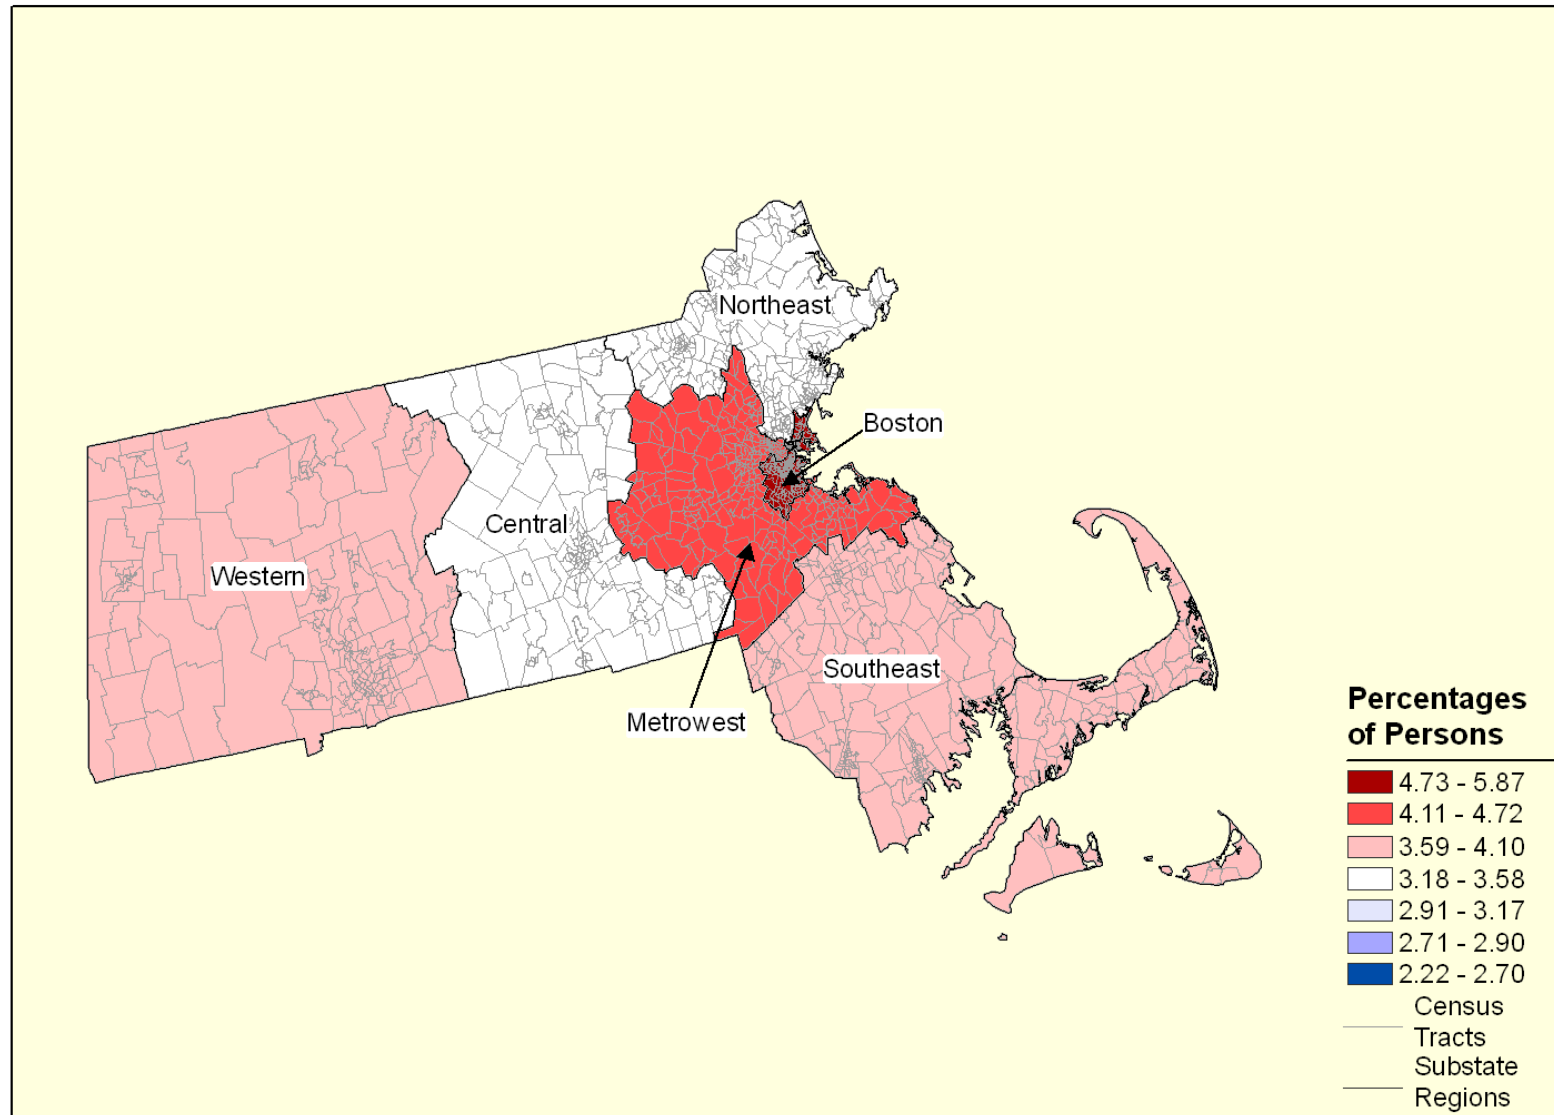 Northeast
Boston
Central
Western
Southeast
Metrowest
Percentages
of Persons
4.73 - 5.87
4.11 - 4.72
3.59 - 4.10
3.18 - 3.58
2.91 - 3.17
2.71 - 2.90
2.22 - 2.70
Census
Tracts
Substate
Regions